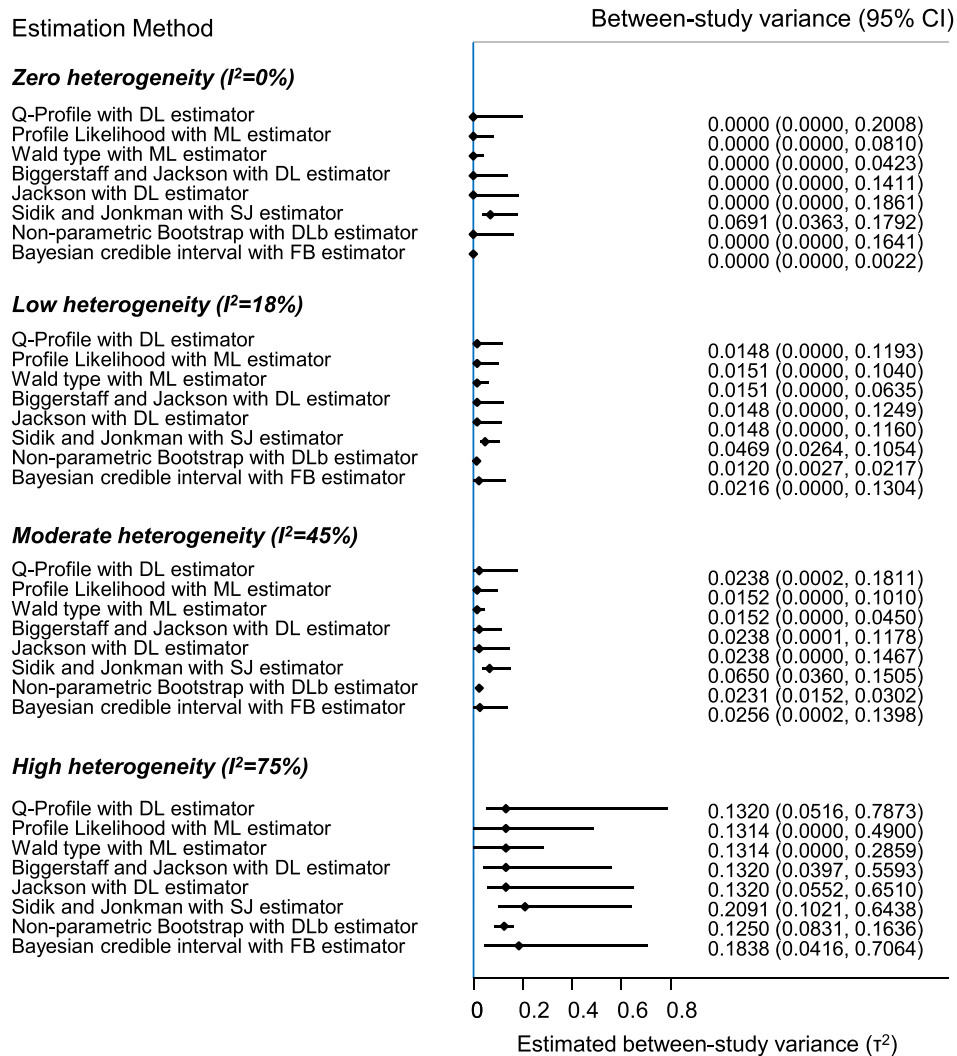 Estimation Method
Between-study variance (95% CI)
Zero heterogeneity (I²=0%)
Q-Profile with DL estimator 0.0000 (0.0000, 0.2008)
Profile Likelihood with ML estimator 0.0000 (0.0000, 0.0810)
Wald type with ML estimator 0.0000 (0.0000, 0.0423)
Biggerstaff and Jackson with DL estimator 0.0000 (0.0000, 0.1411)
Jackson with DL estimator 0.0000 (0.0000, 0.1861)
Sidik and Jonkman with SJ estimator 0.0691 (0.0363, 0.1792)
Non-parametric Bootstrap with DLb estimator 0.0000 (0.0000, 0.1641)
Bayesian credible interval with FB estimator 0.0000 (0.0000, 0.0022)
Low heterogeneity (I²=18%)
Q-Profile with DL estimator 0.0148 (0.0000, 0.1193)
Profile Likelihood with ML estimator 0.0151 (0.0000, 0.1040)
Wald type with ML estimator 0.0151 (0.0000, 0.0635)
Biggerstaff and Jackson with DL estimator 0.0148 (0.0000, 0.1249)
Jackson with DL estimator 0.0148 (0.0000, 0.1160)
Sidik and Jonkman with SJ estimator 0.0469 (0.0264, 0.1054)
Non-parametric Bootstrap with DLb estimator 0.0120 (0.0027, 0.0217)
Bayesian credible interval with FB estimator 0.0216 (0.0000, 0.1304)
Moderate heterogeneity (I²=45%)
Q-Profile with DL estimator 0.0238 (0.0002, 0.1811)
Profile Likelihood with ML estimator 0.0152 (0.0000, 0.1010)
Wald type with ML estimator 0.0152 (0.0000, 0.0450)
Biggerstaff and Jackson with DL estimator 0.0238 (0.0001, 0.1178)
Jackson with DL estimator 0.0238 (0.0000, 0.1467)
Sidik and Jonkman with SJ estimator 0.0650 (0.0360, 0.1505)
Non-parametric Bootstrap with DLb estimator 0.0231 (0.0152, 0.0302)
Bayesian credible interval with FB estimator 0.0256 (0.0002, 0.1398)
High heterogeneity (I²=75%)
Q-Profile with DL estimator 0.1320 (0.0516, 0.7873)
Profile Likelihood with ML estimator 0.1314 (0.0000, 0.4900)
Wald type with ML estimator 0.1314 (0.0000, 0.2859)
Biggerstaff and Jackson with DL estimator 0.1320 (0.0397, 0.5593)
Jackson with DL estimator 0.1320 (0.0552, 0.6510)
Sidik and Jonkman with SJ estimator 0.2091 (0.1021, 0.6438)
Non-parametric Bootstrap with DLb estimator 0.1250 (0.0831, 0.1636)
Bayesian credible interval with FB estimator 0.1838 (0.0416, 0.7064)
0 0.2 0.4 0.6 0.8
Estimated between-study variance (τ²)